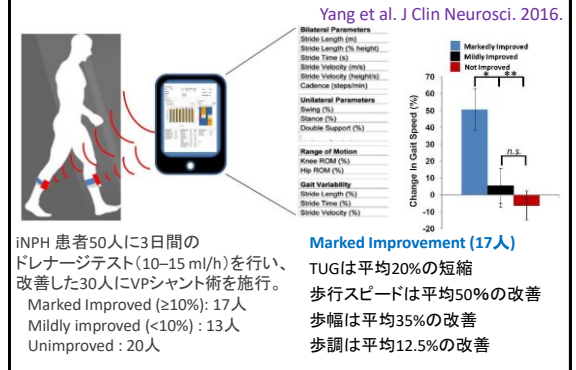 Yang et al. J Clin Neurosci. 2016.
Bilateral Parameters
Stride Length (m)
Stride Length (% height)
Stride Time (s)
Stride Velocity (m/s)
Stride Velocity (height/s)
Cadence (steps/min)
Unilateral Parameters
Swing (%)
Stance (%)
Double Support (%)
Range of Motion
Knee ROM (%)
Hip ROM (%)
Gait Variability
Stride Length (%)
Stride Time (%)
Stride Velocity (%)
Markedly Improved
Mildly Improved
Not Improved
Change In Gait Speed (%)
70
60
50
40
30
20
10
0
-10
-20
*
**
n.s.
iNPH 患者50人に3日間の
ドレナージテスト(10–15 ml/h)を行い、
改善した30人にVPシャント術を施行。
Marked Improved (≥10%): 17人
Mildly improved (<10%) : 13人
Unimproved : 20人
Marked Improvement (17人)
TUGは平均20%の短縮
歩行スピードは平均50%の改善
歩幅は平均35%の改善
歩調は平均12.5%の改善